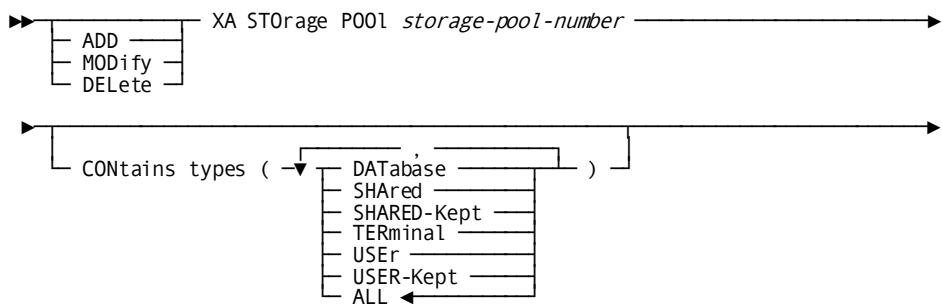 XA STOrage POOl storage-pool-number
ADD
MODify
DELete
,
CONtains types ( DATabase )
SHAred
SHARED-Kept
TERminal
USEr
USER-Kept
ALL